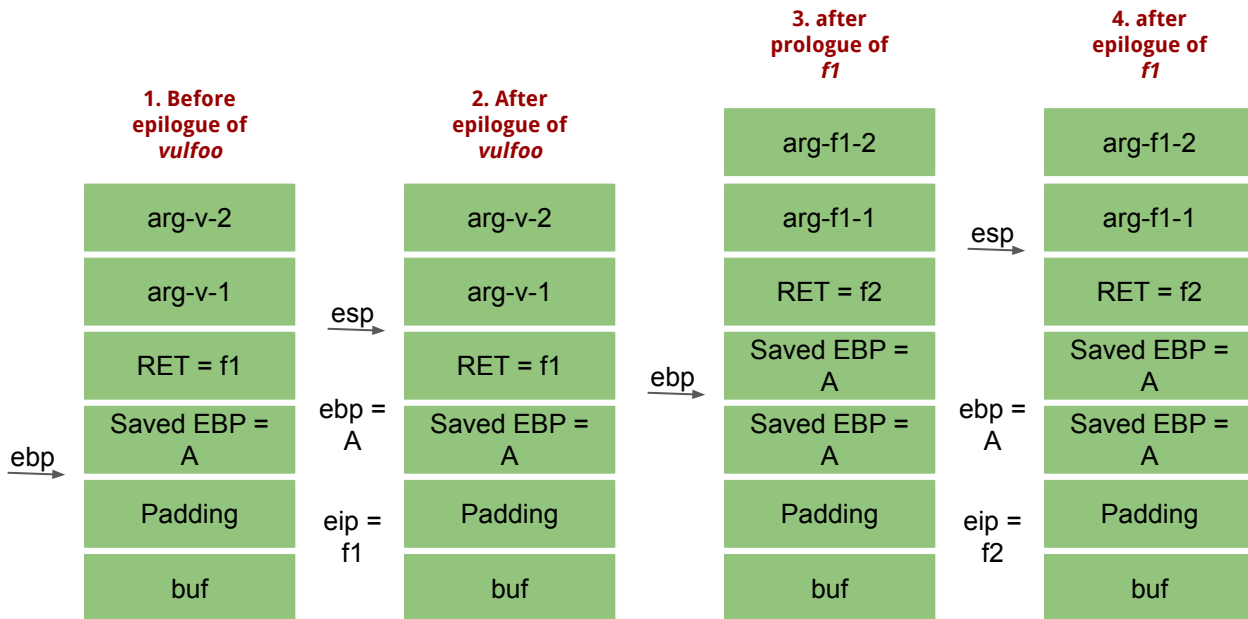 1. Before
epilogue of
vulfoo
arg-v-2
arg-v-1
RET = f1
Saved EBP =
A
Padding
buf
ebp
2. After
epilogue of
vulfoo
arg-v-2
arg-v-1
RET = f1
Saved EBP =
A
Padding
buf
esp
ebp =
A
eip =
f1
3. after
prologue of
f1
arg-f1-2
arg-f1-1
RET = f2
Saved EBP =
A
Saved EBP =
A
Padding
buf
ebp
4. after
epilogue of
f1
arg-f1-2
arg-f1-1
RET = f2
Saved EBP =
A
Saved EBP =
A
Padding
buf
esp
ebp =
A
eip =
f2